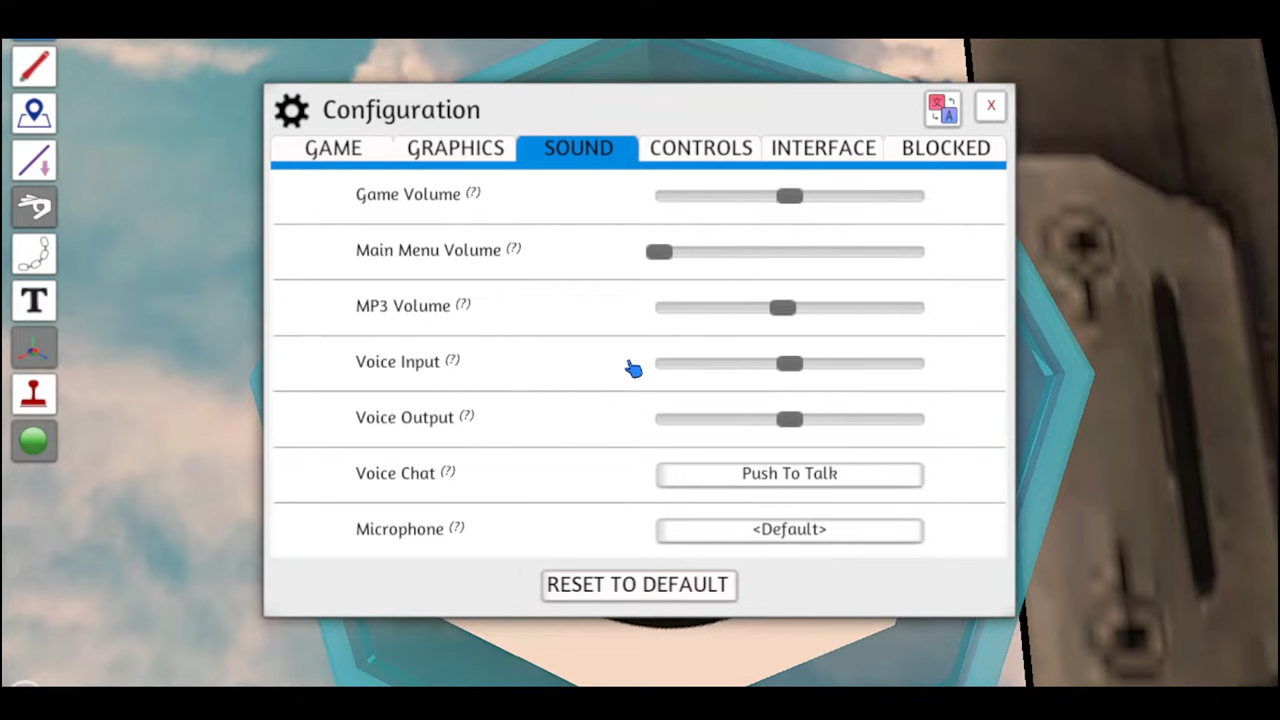 Configuration
文 A
X
GAME GRAPHICS SOUND CONTROLS INTERFACE BLOCKED
Game Volume (?)
Main Menu Volume (?)
MP3 Volume (?)
Voice Input (?)
Voice Output (?)
Voice Chat (?) Push To Talk
Microphone (?) <Default>
RESET TO DEFAULT
T